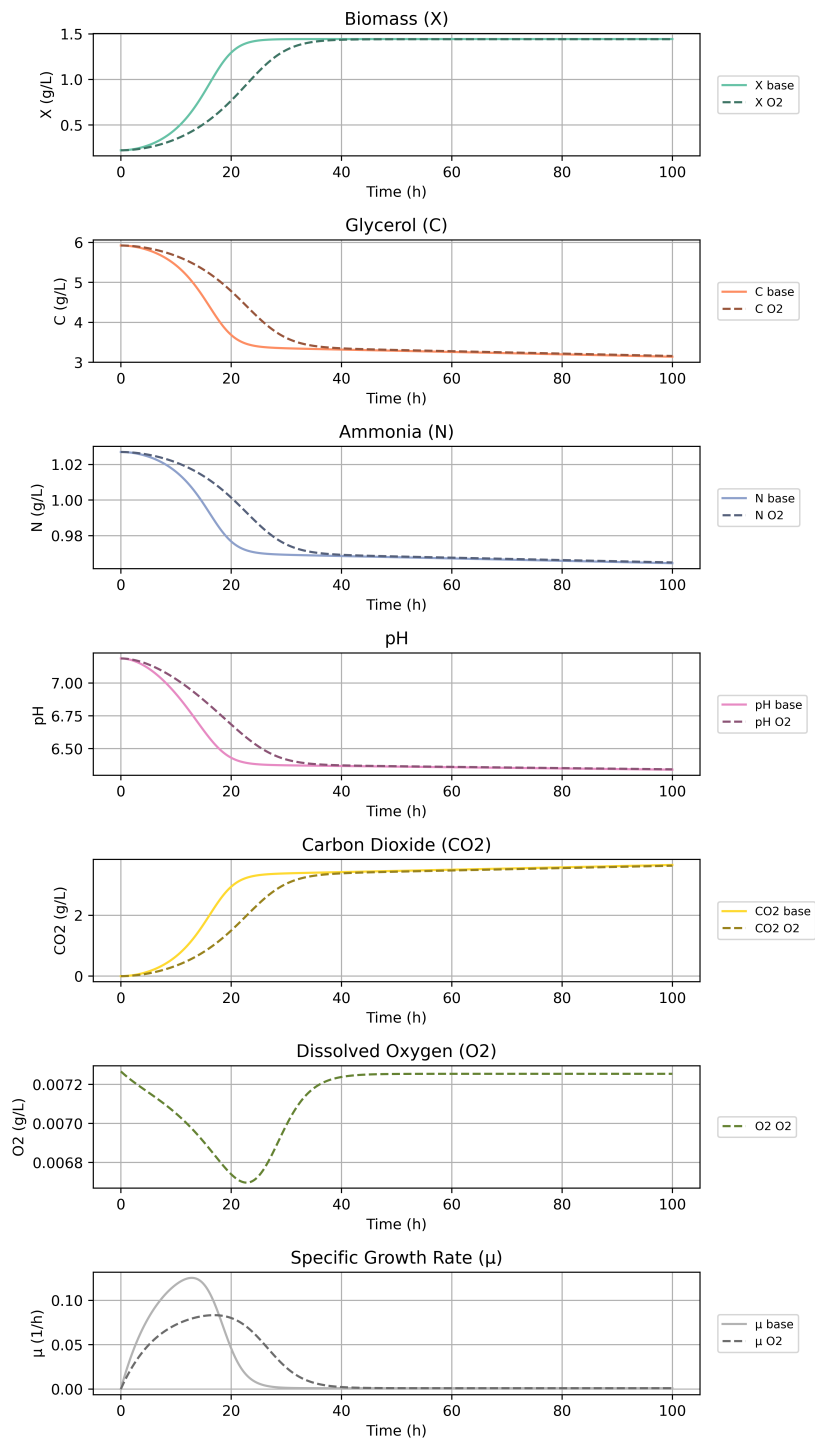 Biomass (X)
1.5
1.0
0.5
X (g/L)
0 20 40 60 80 100
Time (h)
X base
X O2
Glycerol (C)
6
5
4
3
C (g/L)
0 20 40 60 80 100
Time (h)
C base
C O2
Ammonia (N)
1.02
1.00
0.98
N (g/L)
0 20 40 60 80 100
Time (h)
N base
N O2
pH
7.00
6.75
6.50
pH
0 20 40 60 80 100
Time (h)
pH base
pH O2
Carbon Dioxide (CO2)
2
0
CO2 (g/L)
0 20 40 60 80 100
Time (h)
CO2 base
CO2 O2
Dissolved Oxygen (O2)
0.0072
0.0070
0.0068
O2 (g/L)
0 20 40 60 80 100
Time (h)
O2 O2
Specific Growth Rate (μ)
0.10
0.05
0.00
μ (1/h)
0 20 40 60 80 100
Time (h)
μ base
μ O2